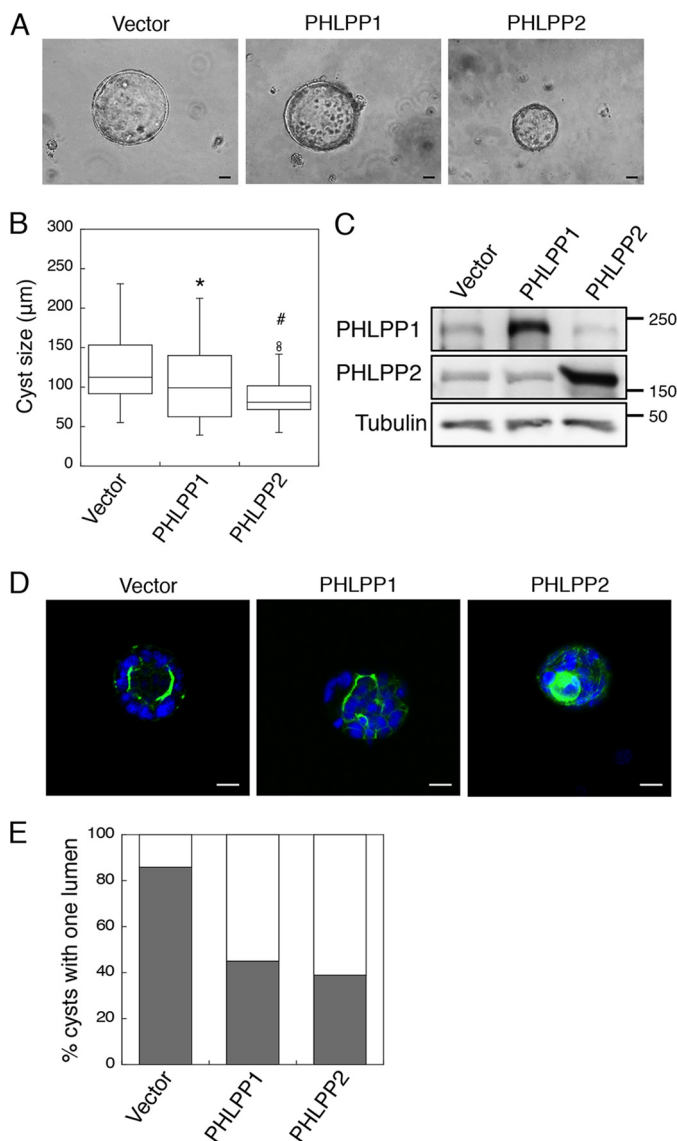 A
Vector
PHLPP1
PHLPP2
B
Cyst size (µm)
300
250
200
150
100
50
0
*
#
Vector
PHLPP1
PHLPP2
C
Vector
PHLPP1
PHLPP2
PHLPP1
250
PHLPP2
150
Tubulin
50
D
Vector
PHLPP1
PHLPP2
E
% cysts with one lumen
100
80
60
40
20
0
Vector
PHLPP1
PHLPP2